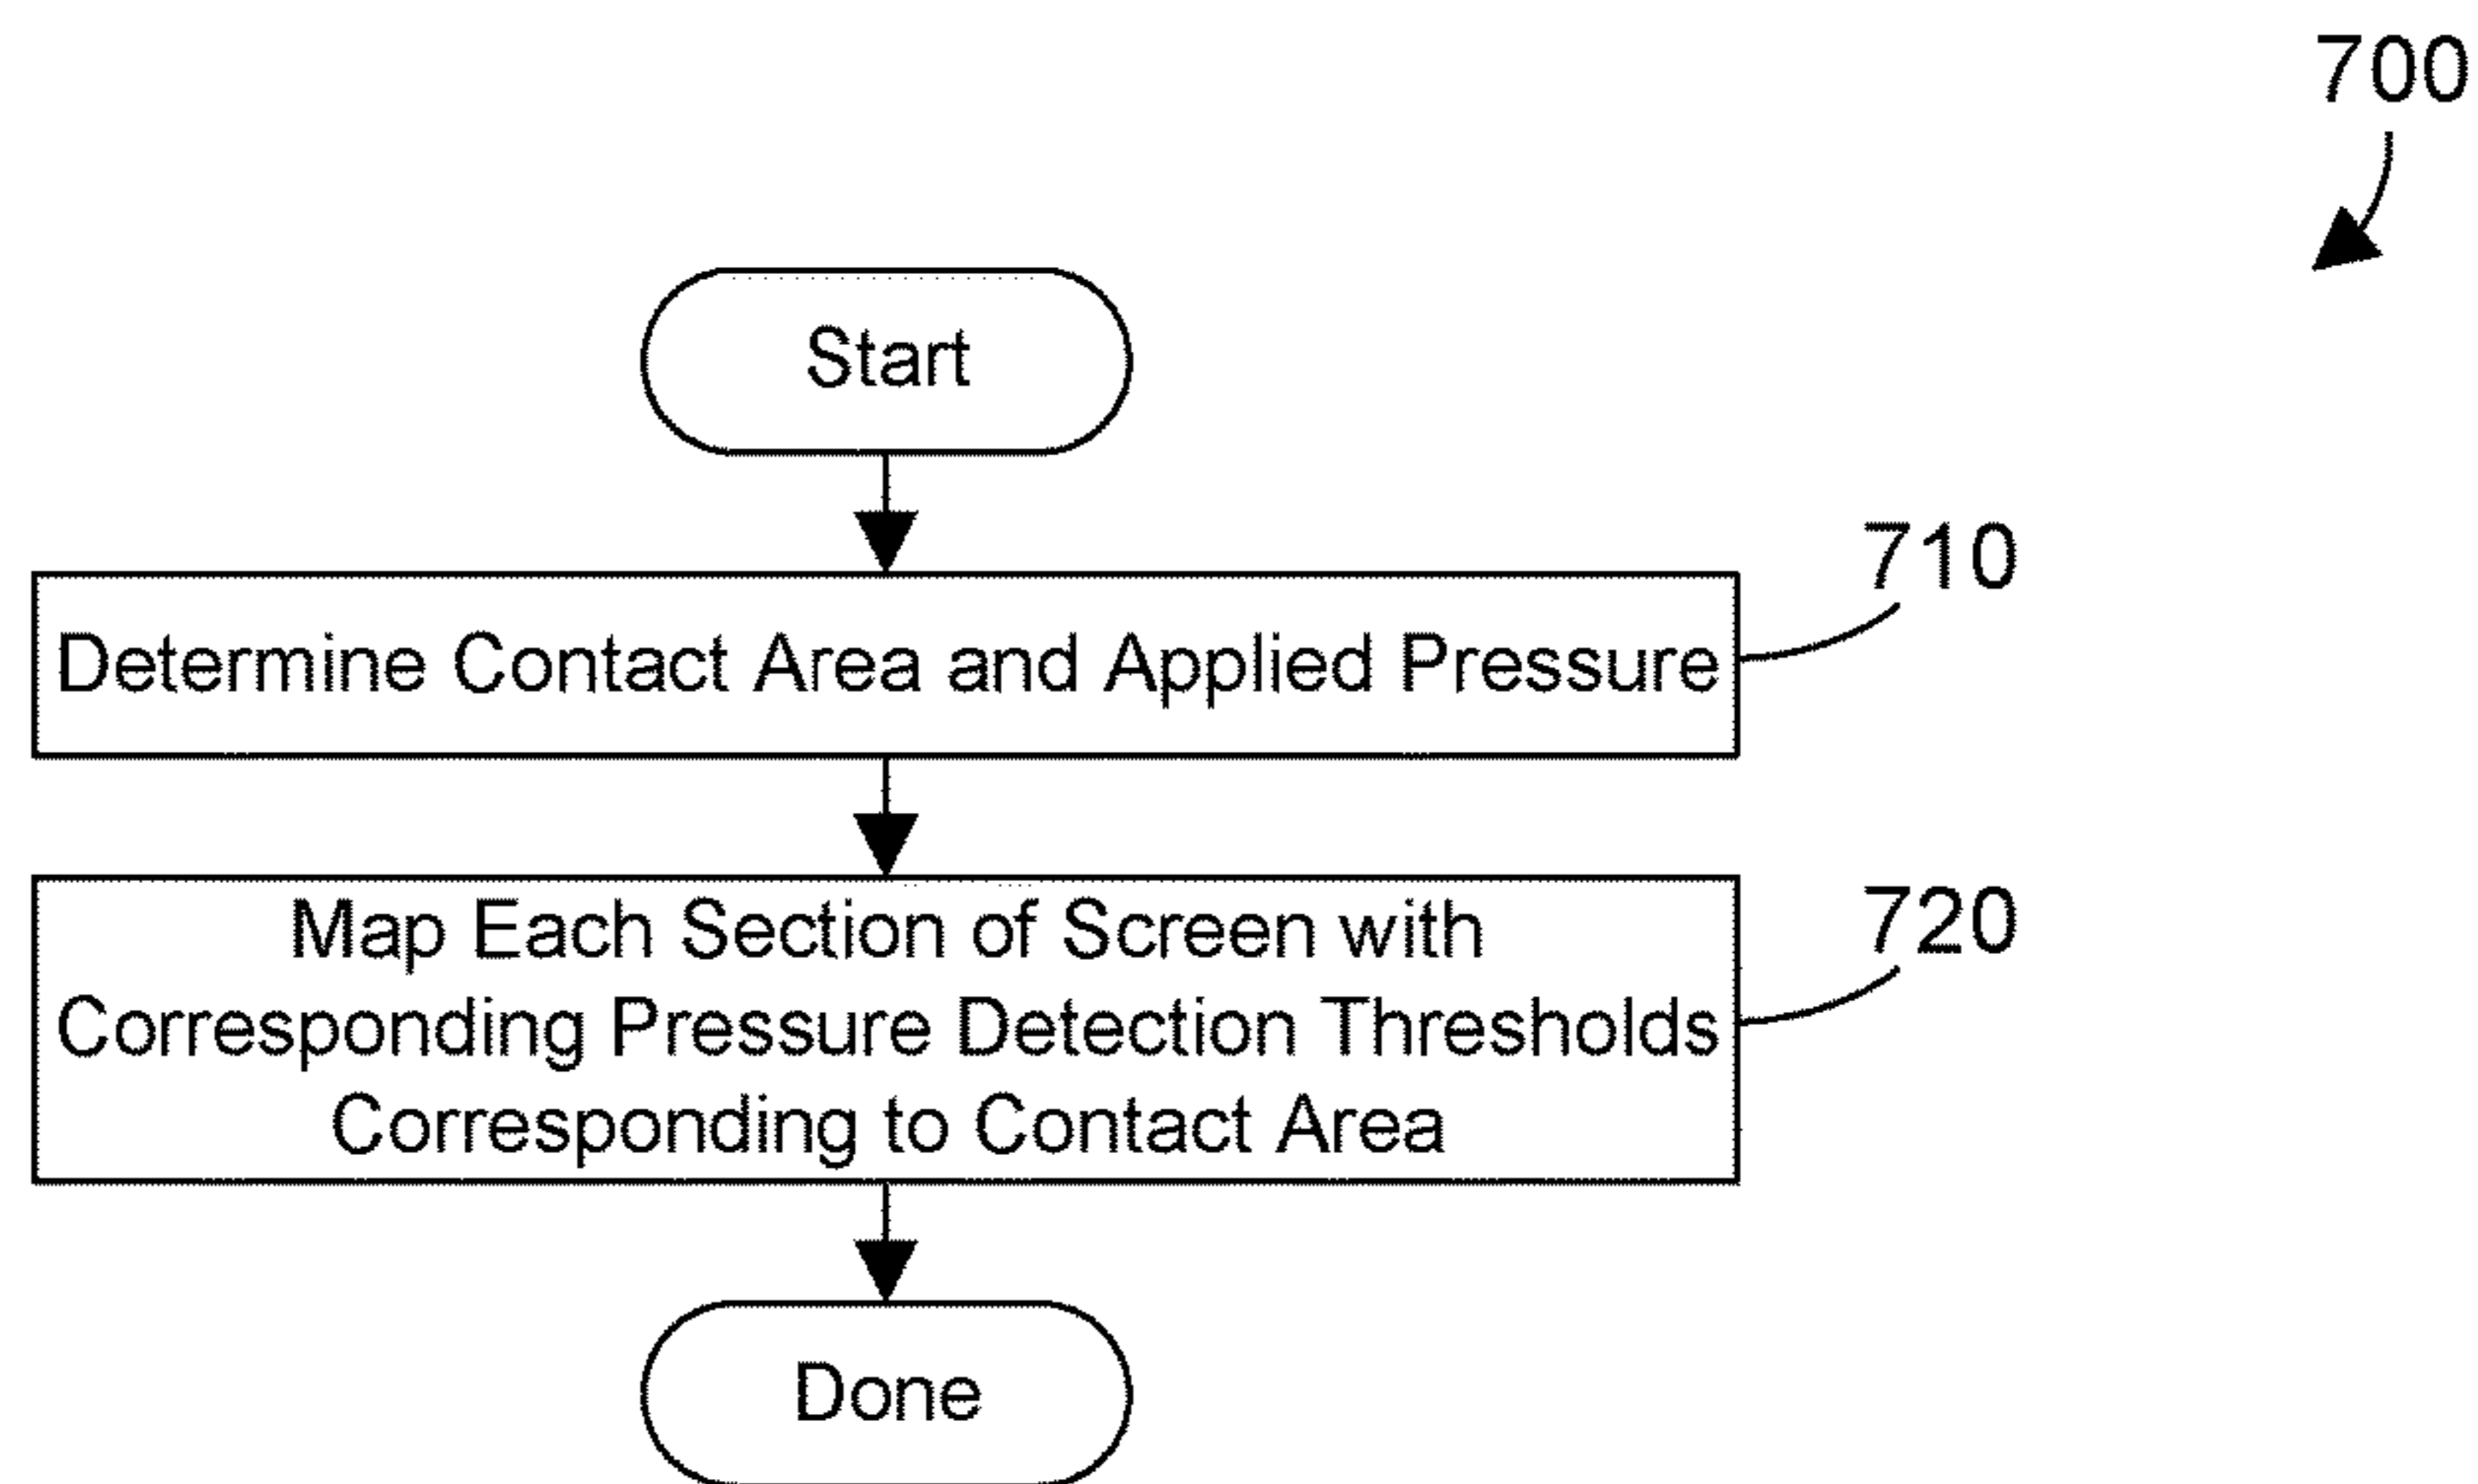 700
Start
710
Determine Contact Area and Applied Pressure
720
Map Each Section of Screen with
Corresponding Pressure Detection Thresholds
Corresponding to Contact Area
Done